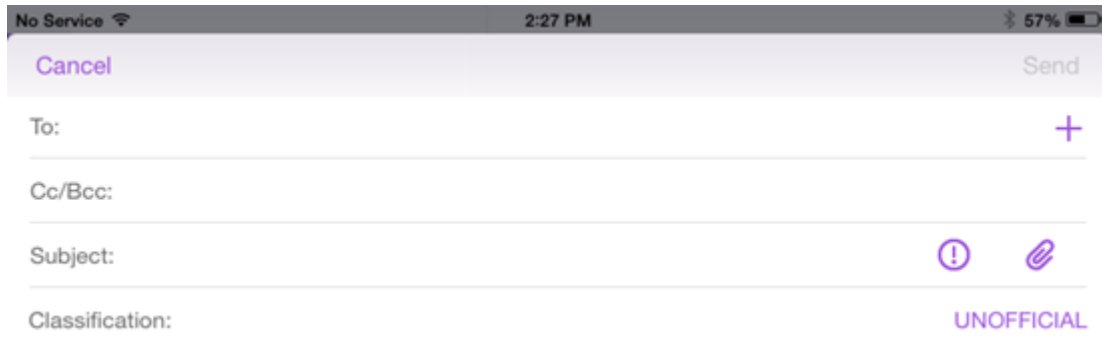 No Service 2:27 PM 57%
Cancel Send
To:
Cc/Bcc:
Subject:
Classification: UNOFFICIAL